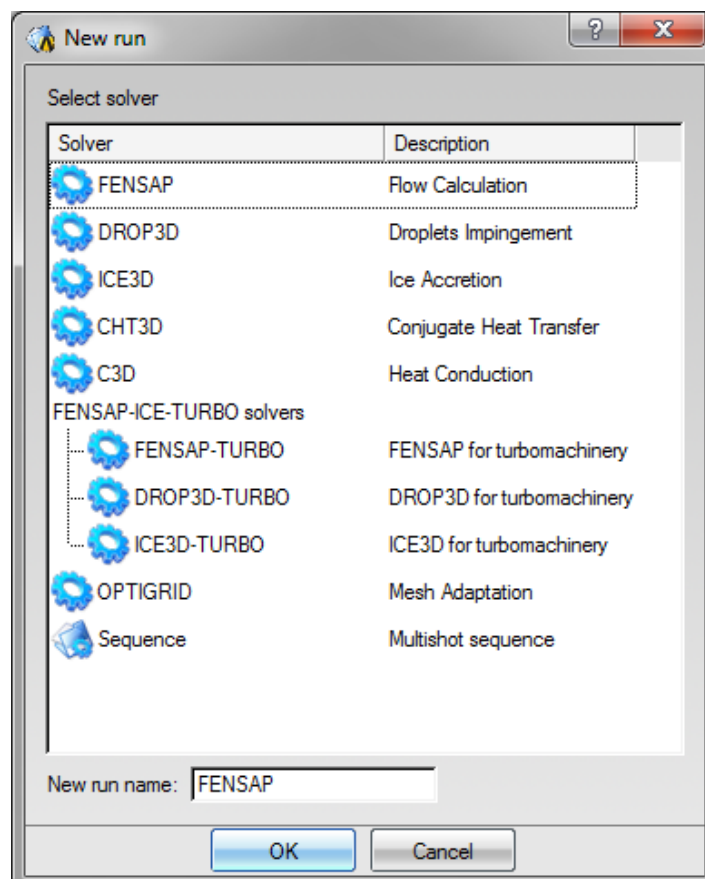 New run
?
X
Select solver
Solver Description
FENSAP Flow Calculation
DROP3D Droplets Impingement
ICE3D Ice Accretion
CHT3D Conjugate Heat Transfer
C3D Heat Conduction
FENSAP-ICE-TURBO solvers
FENSAP-TURBO FENSAP for turbomachinery
DROP3D-TURBO DROP3D for turbomachinery
ICE3D-TURBO ICE3D for turbomachinery
OPTIGRID Mesh Adaptation
Sequence Multishot sequence
New run name: FENSAP
OK Cancel